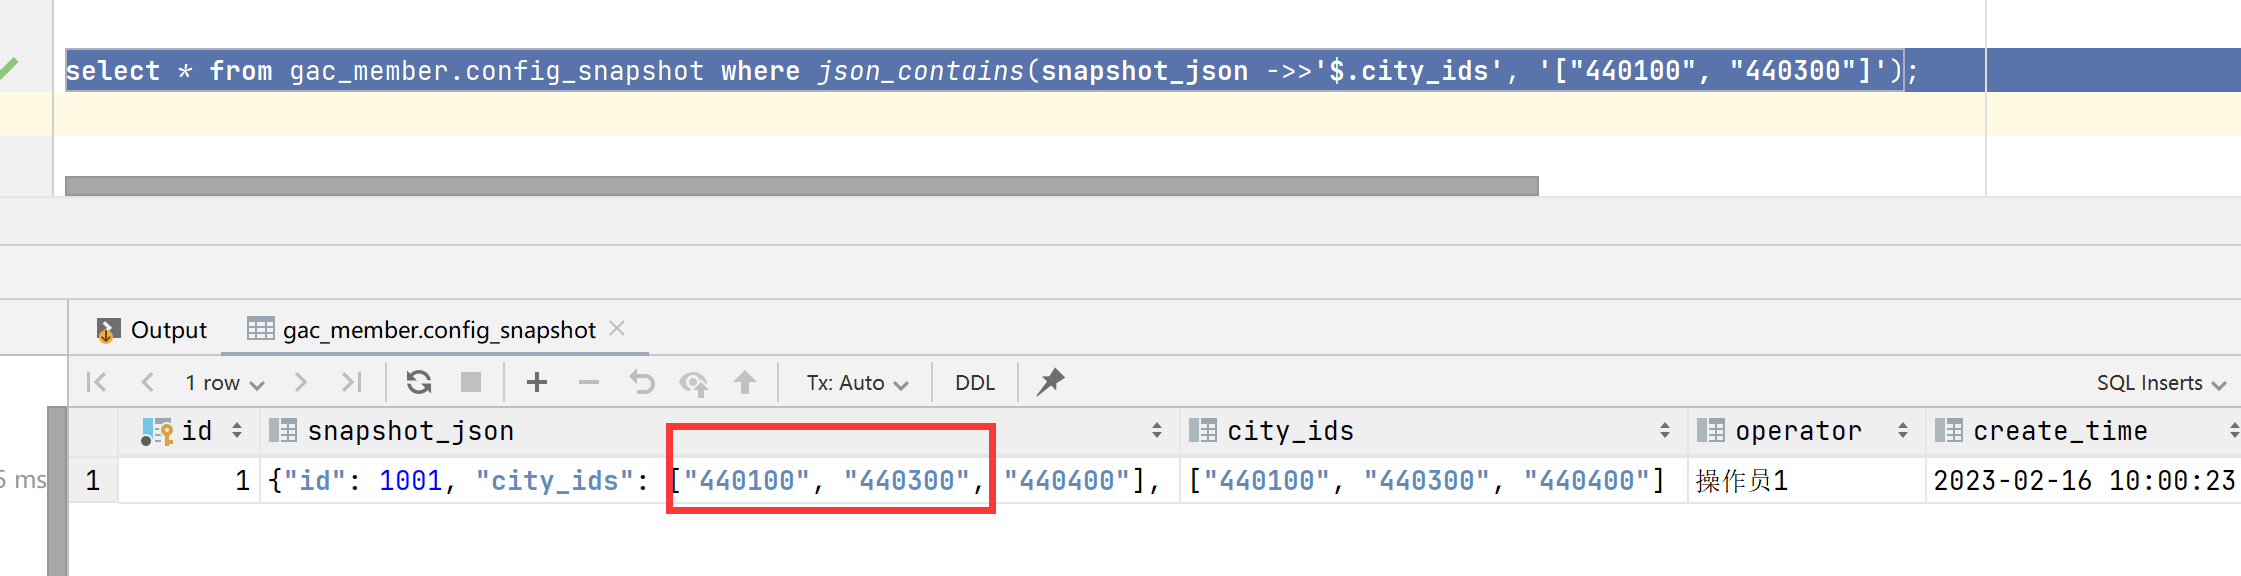 select * from gac_member.config_snapshot where json_contains(snapshot_json ->>'$.city_ids', '["440100", "440300"]');
Output gac_member.config_snapshot
1 row Tx: Auto DDL SQL Inserts
id snapshot_json city_ids operator create_time
5 ms 1 1 {"id": 1001, "city_ids": ["440100", "440300", "440400"], ["440100", "440300", "440400"] 操作员1 2023-02-16 10:00:23